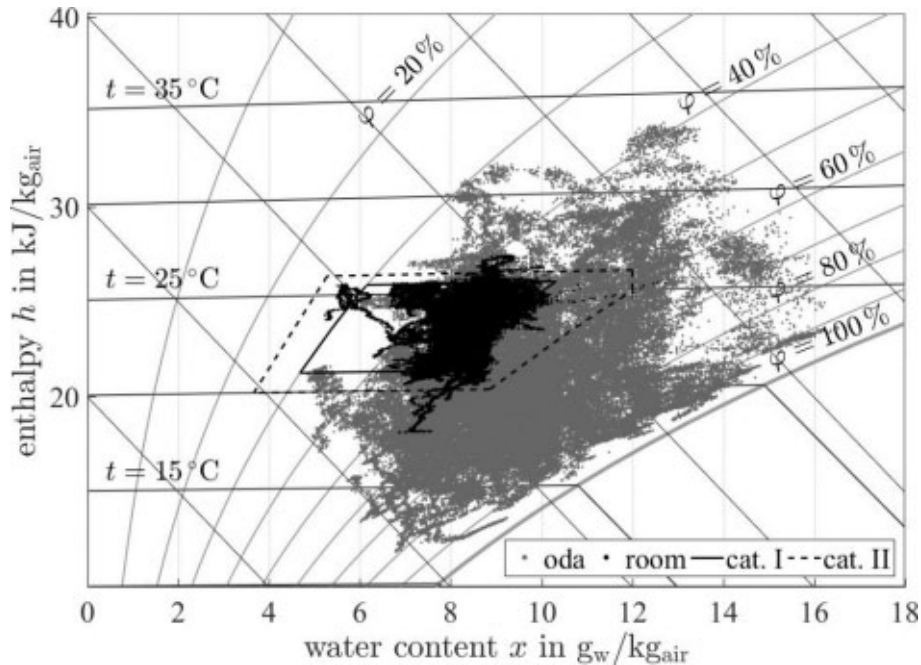 40
30
20
10
enthalpy h in kJ/kg_air
t = 35 °C
t = 25 °C
t = 15 °C
φ = 20 %
φ = 40 %
φ = 60 %
φ = 80 %
φ = 100 %
oda room cat. I cat. II
0 2 4 6 8 10 12 14 16 18
water content x in g_w/kg_air